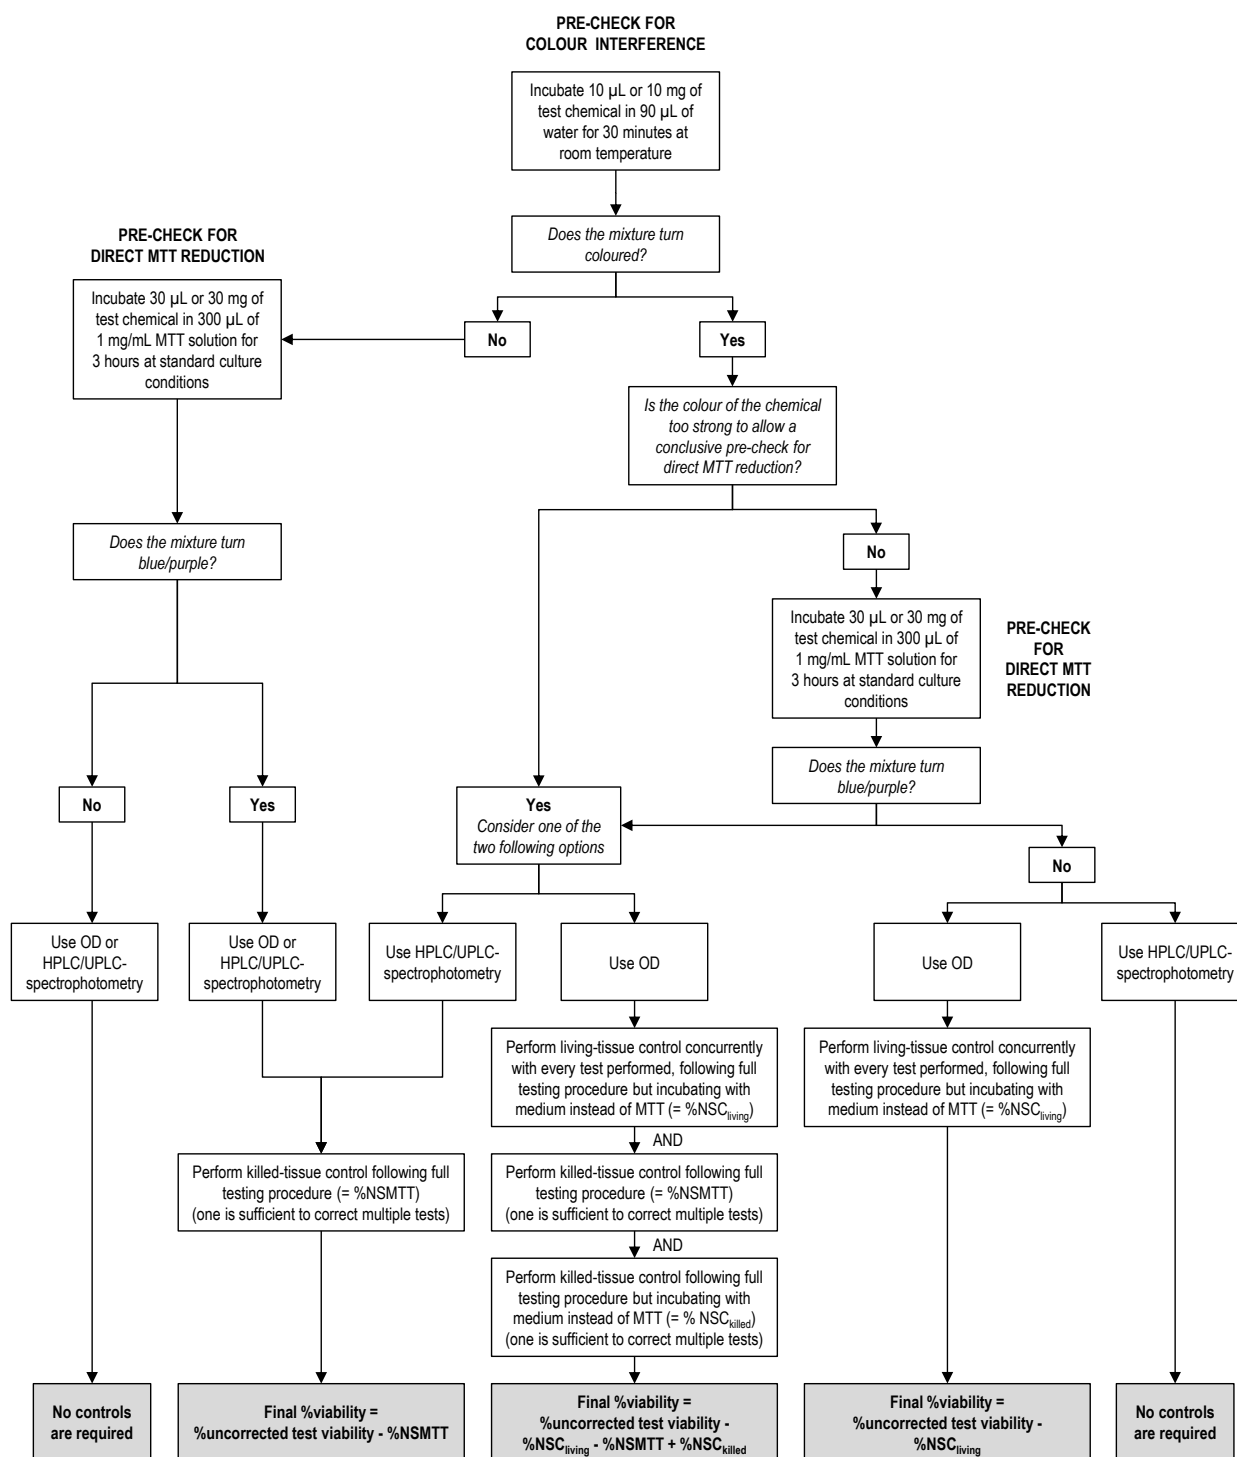 PRE-CHECK FOR
COLOUR INTERFERENCE
Incubate 10 µL or 10 mg of
test chemical in 90 µL of
water for 30 minutes at
room temperature
Does the mixture turn
coloured?
PRE-CHECK FOR
DIRECT MTT REDUCTION
Incubate 30 µL or 30 mg of
test chemical in 300 µL of
1 mg/mL MTT solution for
3 hours at standard culture
conditions
No
Yes
Is the colour of the chemical
too strong to allow a
conclusive pre-check for
direct MTT reduction?
Does the mixture turn
blue/purple?
No
Incubate 30 µL or 30 mg of
test chemical in 300 µL of
1 mg/mL MTT solution for
3 hours at standard culture
conditions
PRE-CHECK
FOR
DIRECT MTT
REDUCTION
Does the mixture turn
blue/purple?
No
Yes
Yes
Consider one of the
two following options
No
Use OD or
HPLC/UPLC-
spectrophotometry
Use OD or
HPLC/UPLC-
spectrophotometry
Use HPLC/UPLC-
spectrophotometry
Use OD
Use OD
Use HPLC/UPLC-
spectrophotometry
Perform living-tissue control concurrently
with every test performed, following full
testing procedure but incubating with
medium instead of MTT (= %NSCliving)
Perform living-tissue control concurrently
with every test performed, following full
testing procedure but incubating with
medium instead of MTT (= %NSCliving)
AND
Perform killed-tissue control following full
testing procedure (= %NSMTT)
(one is sufficient to correct multiple tests)
Perform killed-tissue control following full
testing procedure (= %NSMTT)
(one is sufficient to correct multiple tests)
AND
Perform killed-tissue control following full
testing procedure but incubating with
medium instead of MTT (= % NSCkilled)
(one is sufficient to correct multiple tests)
No controls
are required
Final %viability =
%uncorrected test viability - %NSMTT
Final %viability =
%uncorrected test viability -
%NSCliving - %NSMTT + %NSCkilled
Final %viability =
%uncorrected test viability -
%NSCliving
No controls
are required